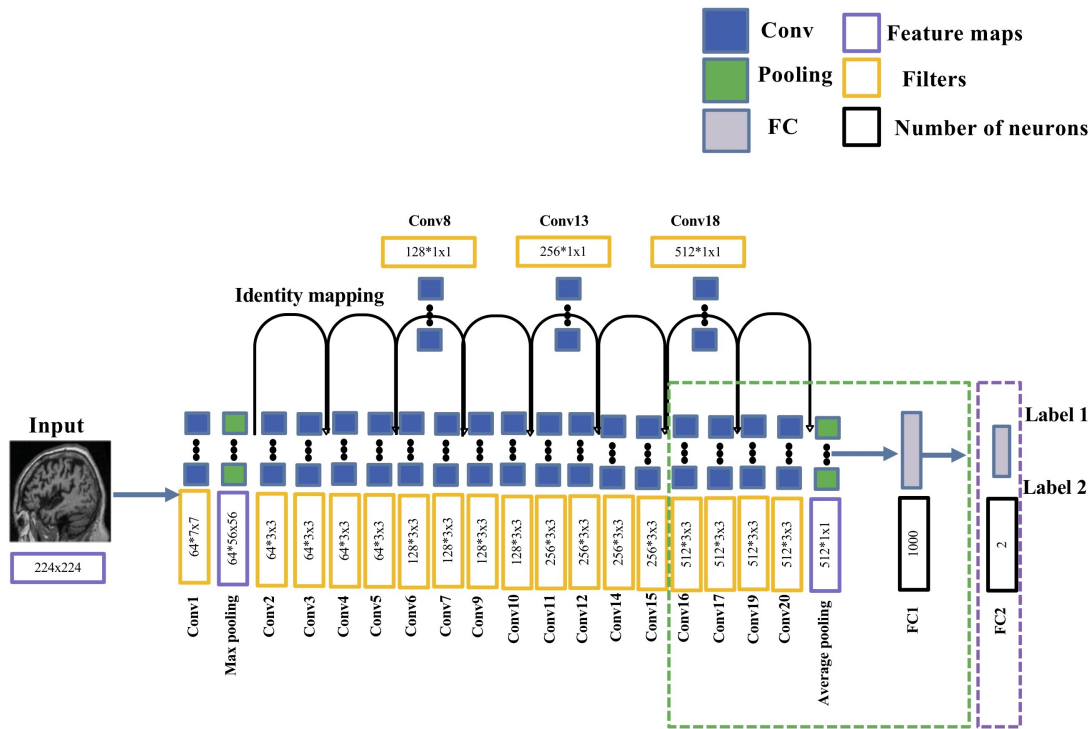 Conv
Feature maps
Pooling
Filters
FC
Number of neurons
Conv8
Conv13
Conv18
128*1x1
256*1x1
512*1x1
Identity mapping
Input
Label 1
Label 2
224x224
64*7x7
64*56x56
64*3x3
64*3x3
64*3x3
64*3x3
128*3x3
128*3x3
128*3x3
128*3x3
256*3x3
256*3x3
256*3x3
256*3x3
512*3x3
512*3x3
512*3x3
512*3x3
512*1x1
1000
2
Conv1
Max pooling
Conv2
Conv3
Conv4
Conv5
Conv6
Conv7
Conv9
Conv10
Conv11
Conv12
Conv14
Conv15
Conv16
Conv17
Conv19
Conv20
Average pooling
FC1
FC2